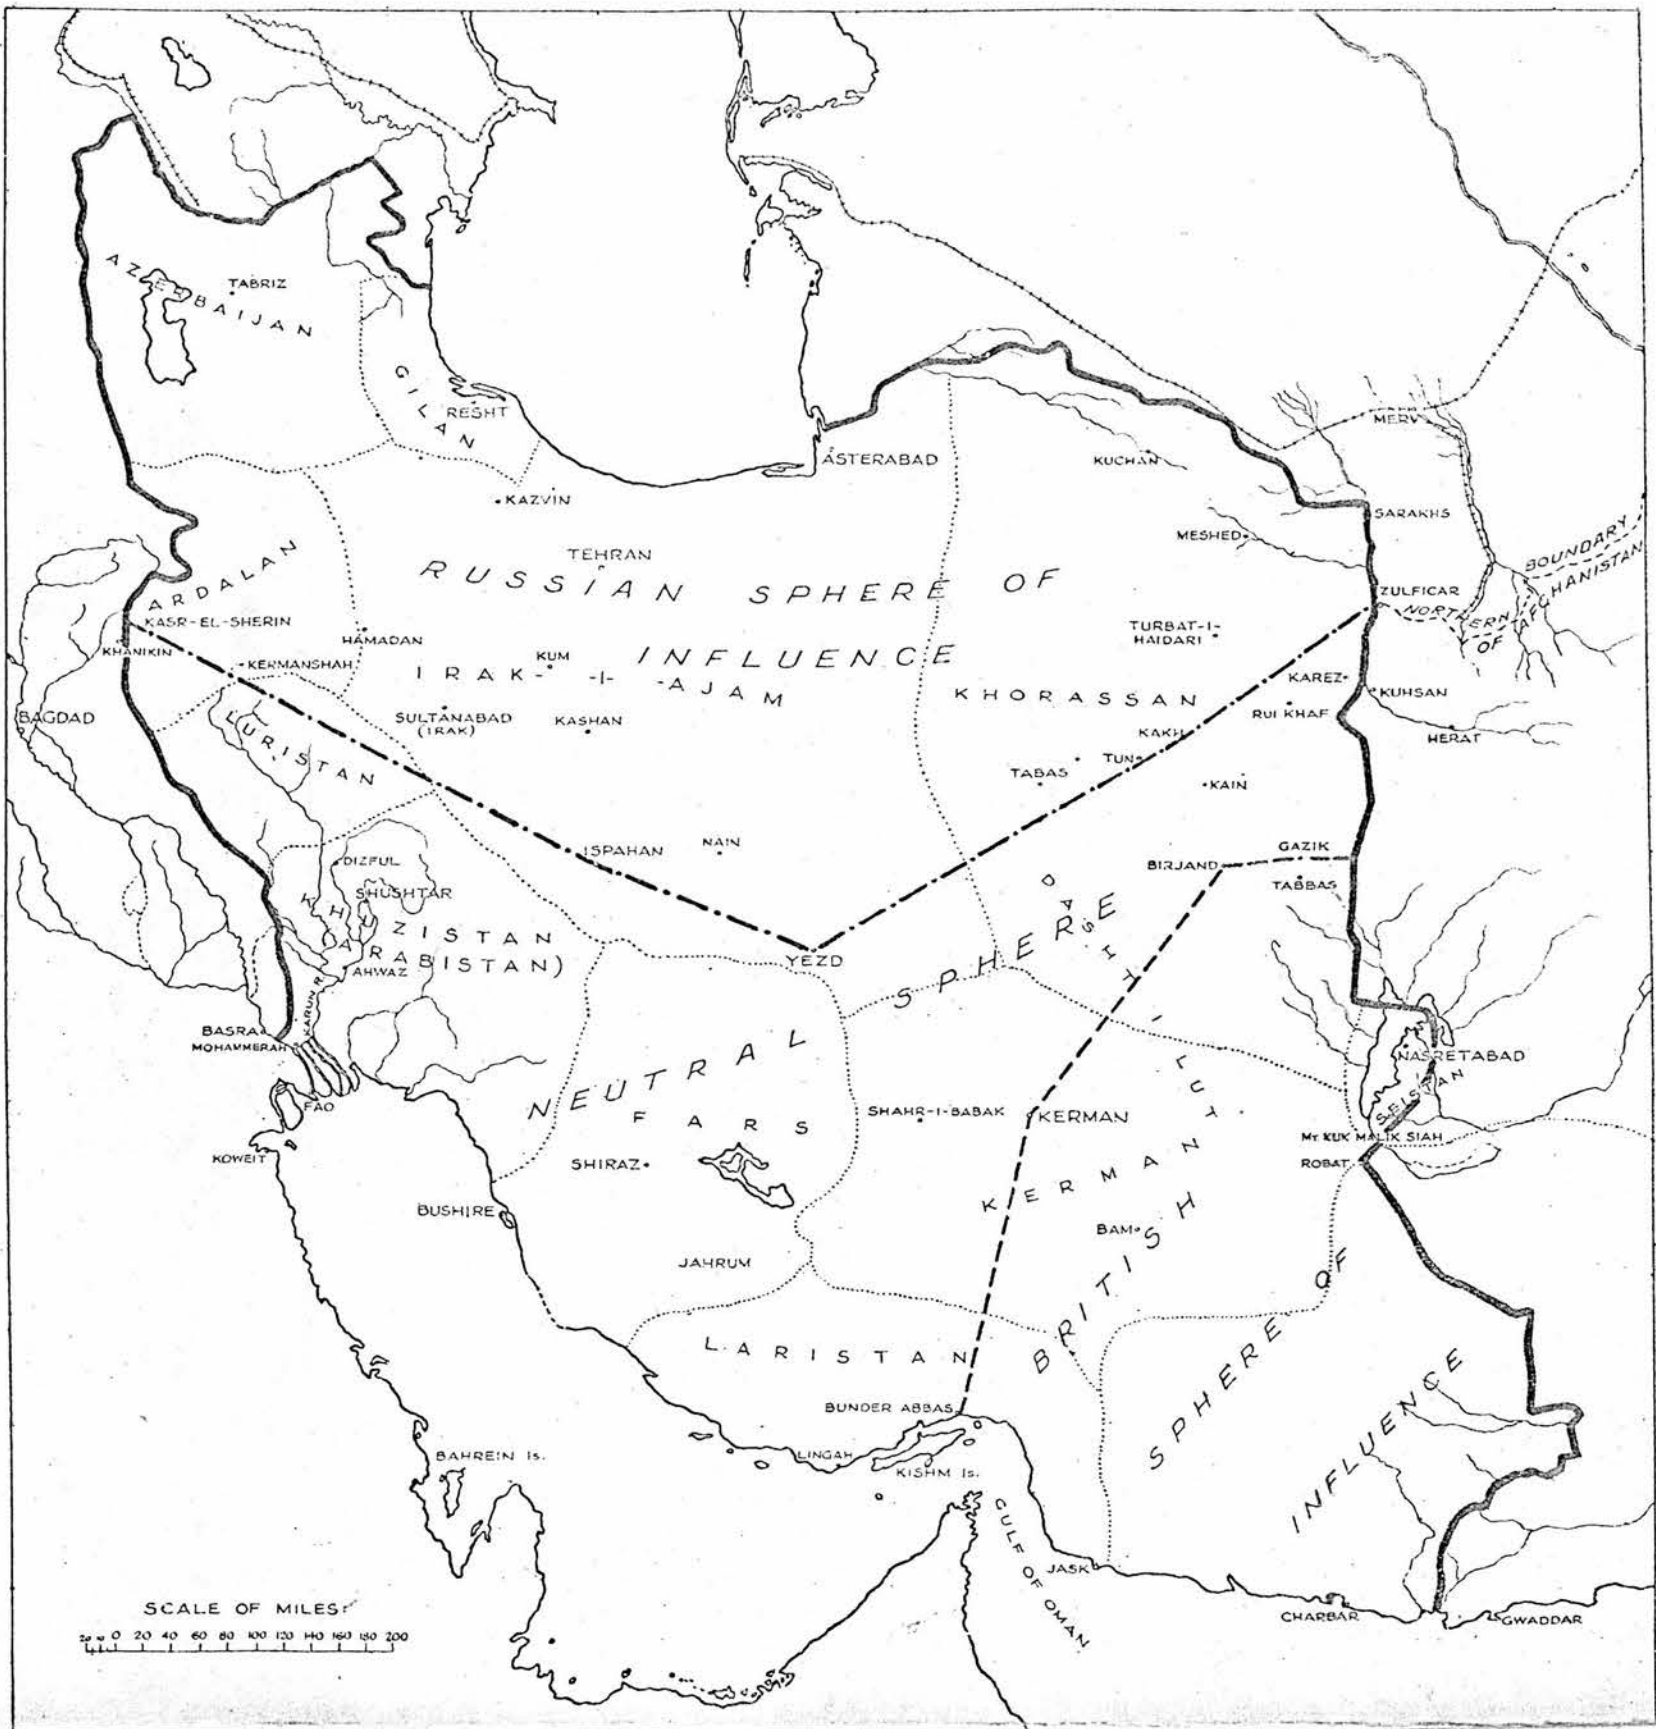 AZERBAIJAN
TABRIZ
GILAN
RESHT
ASTERABAD
KUCHAN
MERV
KAZVIN
SARAKHS
MESHED
TEHRAN
ARDALAN
RUSSIAN SPHERE OF
INFLUENCE
ZULFICAR
NORTHERN BOUNDARY
OF AFGHANISTAN
KASR-EL-SHERIN
KHANIKIN
HAMADAN
TURBAT-I-
HAIDARI
KERMANSHAH
KUM
IRAK- -I- -AJAM
KHORASSAN
KAREZ
KUHSAN
BAGDAD
LURISTAN
SULTANABAD
(IRAK)
KASHAN
RUI KHAF
KAKH
HERAT
TUN
TABAS
KAIN
ISPAHAN
NAIN
GAZIK
BIRJAND
DIZFUL
TABBAS
SHUSHTAR
KHUZISTAN
(ARABISTAN)
AHWAZ
YEZD
KARUN R.
DASHT-I-LUT
NEUTRAL
SPHERE
BASRA
MOHAMMERAH
NASRETABAD
SEISTAN
FAO
FARS
SHAHR-I-BABAK
KERMAN
MT. KUK MALIK SIAH
KOWEIT
SHIRAZ
ROBAT
KERMAN
BUSHIRE
BAM
JAHRUM
BRITISH
SPHERE OF
INFLUENCE
LARISTAN
BUNDER ABBAS
LINGAH
BAHREIN Is.
KISHM Is.
GULF OF OMAN
JASK
CHARBAR
GWADDAR
SCALE OF MILES
20 0 20 40 60 80 100 120 140 160 180 200